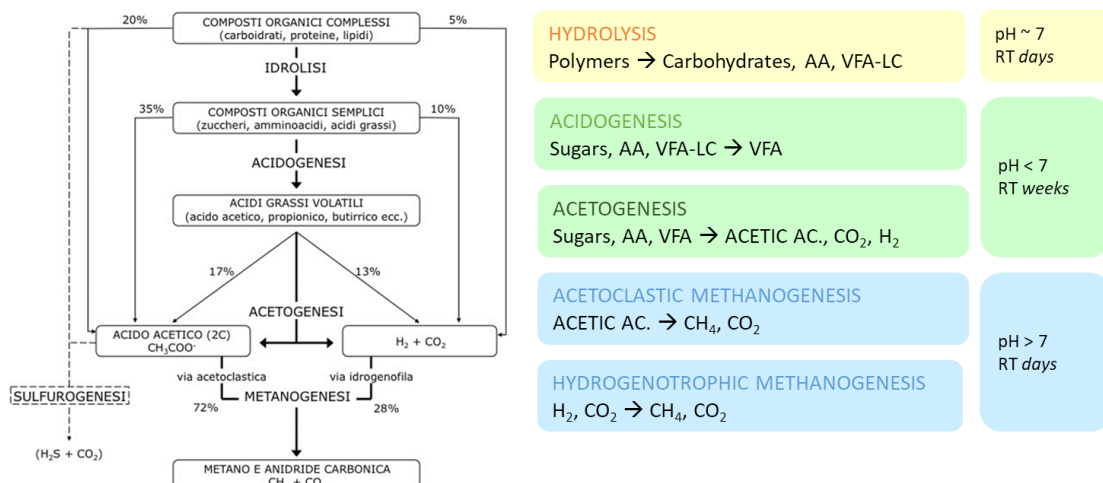 20%
COMPOSTI ORGANICI COMPLESSI
(carboidrati, proteine, lipidi)
5%
IDROLISI
35%
COMPOSTI ORGANICI SEMPLICI
(zuccheri, amminoacidi, acidi grassi)
10%
ACIDOGENESI
ACIDI GRASSI VOLATILI
(acido acetico, propionico, butirrico ecc.)
17%
13%
ACETOGENESI
ACIDO ACETICO (2C)
CH₃COO⁻
H₂ + CO₂
via acetoclastica
via idrogenofila
SULFUROGENESI
72%
METANOGENESI
28%
(H₂S + CO₂)
METANO E ANIDRIDE CARBONICA
HYDROLYSIS
Polymers → Carbohydrates, AA, VFA-LC
pH ~ 7
RT days
ACIDOGENESIS
Sugars, AA, VFA-LC → VFA
ACETOGENESIS
Sugars, AA, VFA → ACETIC AC., CO₂, H₂
pH < 7
RT weeks
ACETOCLASTIC METHANOGENESIS
ACETIC AC. → CH₄, CO₂
HYDROGENOTROPHIC METHANOGENESIS
H₂, CO₂ → CH₄, CO₂
pH > 7
RT days